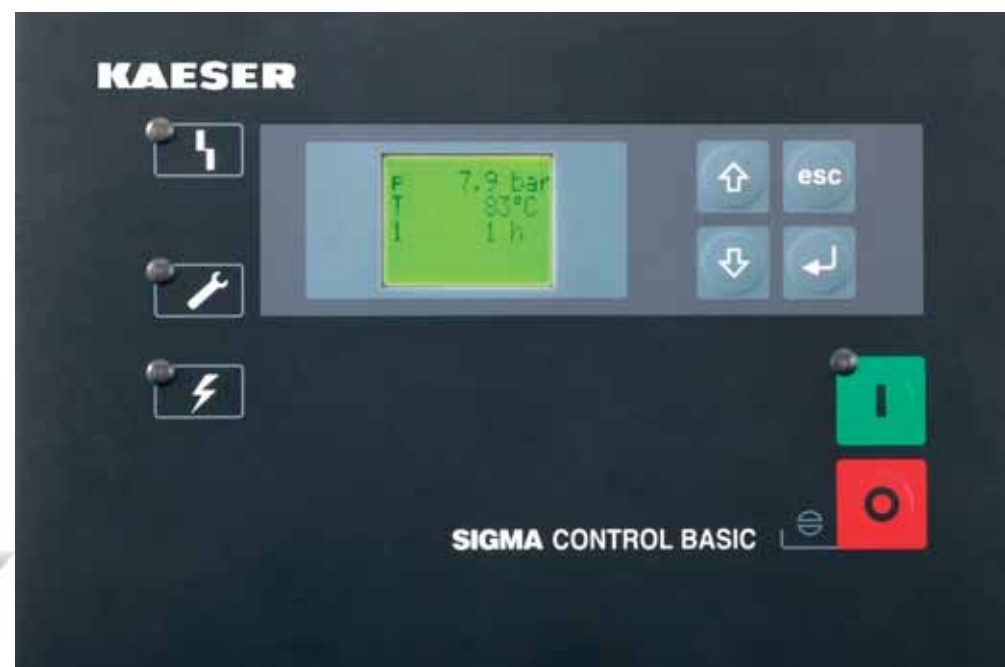 KAESER
P 7.9 bar
T 83°C
1 1 h
esc
I
O
SIGMA CONTROL BASIC